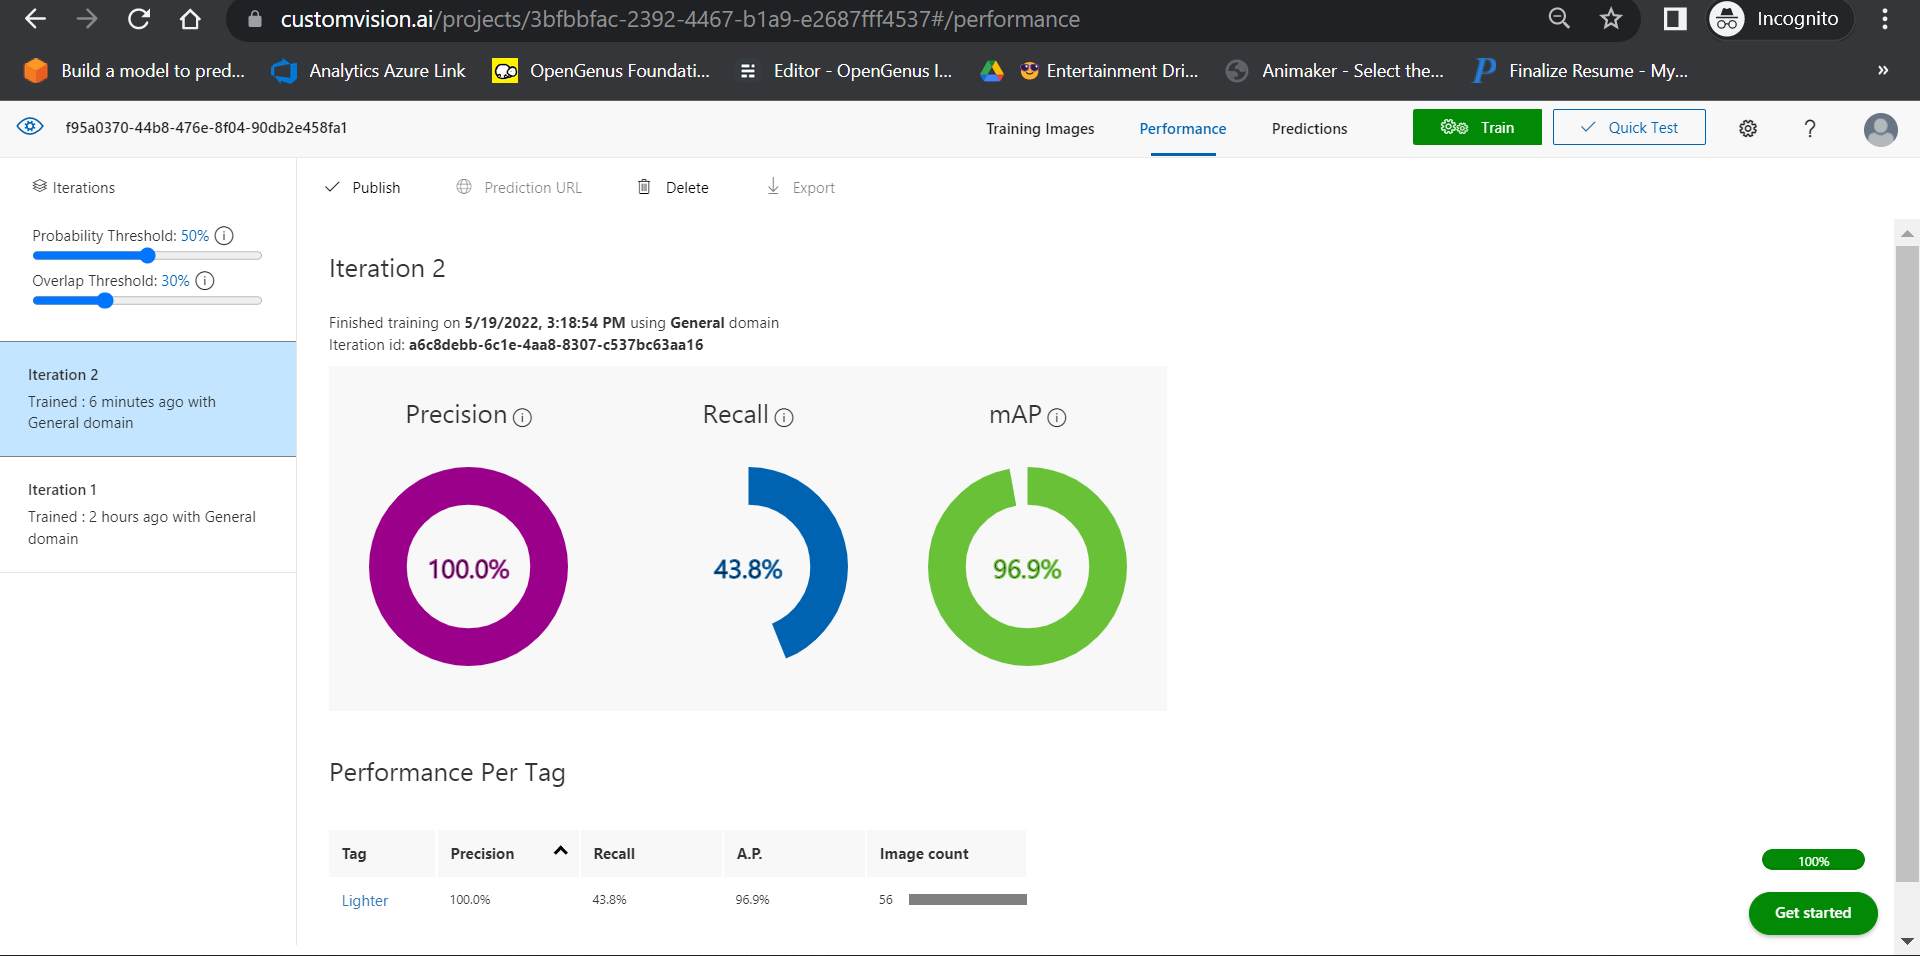 customvision.ai/projects/3bfbbfac-2392-4467-b1a9-e2687fff4537#/performance
Incognito
Build a model to pred...
Analytics Azure Link
OpenGenus Foundati...
Editor - OpenGenus I...
Entertainment Dri...
Animaker - Select the...
Finalize Resume - My...
»
f95a0370-44b8-476e-8f04-90db2e458fa1
Training Images
Performance
Predictions
Train
Quick Test
?
Iterations
Publish
Prediction URL
Delete
Export
Probability Threshold: 50%
Overlap Threshold: 30%
Iteration 2
Trained : 6 minutes ago with
General domain
Iteration 1
Trained : 2 hours ago with General
domain
Iteration 2
Finished training on 5/19/2022, 3:18:54 PM using General domain
Iteration id: a6c8debb-6c1e-4aa8-8307-c537bc63aa16
Precision
Recall
mAP
100.0%
43.8%
96.9%
Performance Per Tag
Tag
Precision
Recall
A.P.
Image count
Lighter
100.0%
43.8%
96.9%
56
100%
Get started